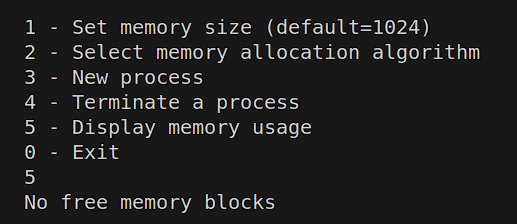 1 - Set memory size (default=1024)
2 - Select memory allocation algorithm
3 - New process
4 - Terminate a process
5 - Display memory usage
0 - Exit
5
No free memory blocks